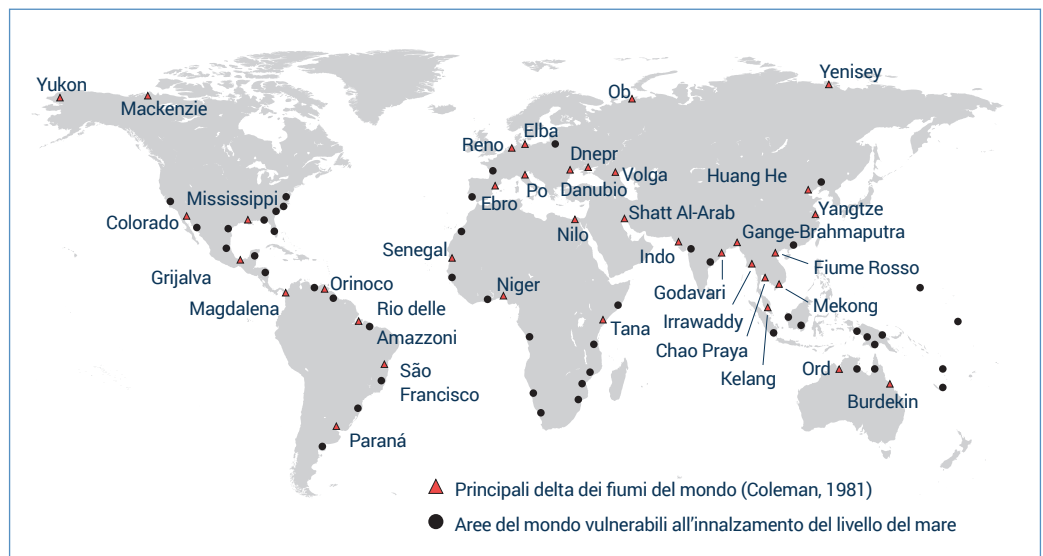 Yukon
Mackenzie
Ob
Yenisey
Reno
Elba
Dnepr
Volga
Danubio
Po
Ebro
Huang He
Mississippi
Colorado
Yangtze
Shatt Al-Arab
Gange-Brahmaputra
Nilo
Senegal
Indo
Fiume Rosso
Grijalva
Orinoco
Niger
Godavari
Mekong
Magdalena
Rio delle
Amazzoni
Irrawaddy
Tana
Chao Praya
São
Francisco
Kelang
Ord
Burdekin
Paraná
Principali delta dei fiumi del mondo (Coleman, 1981)
Aree del mondo vulnerabili all'innalzamento del livello del mare